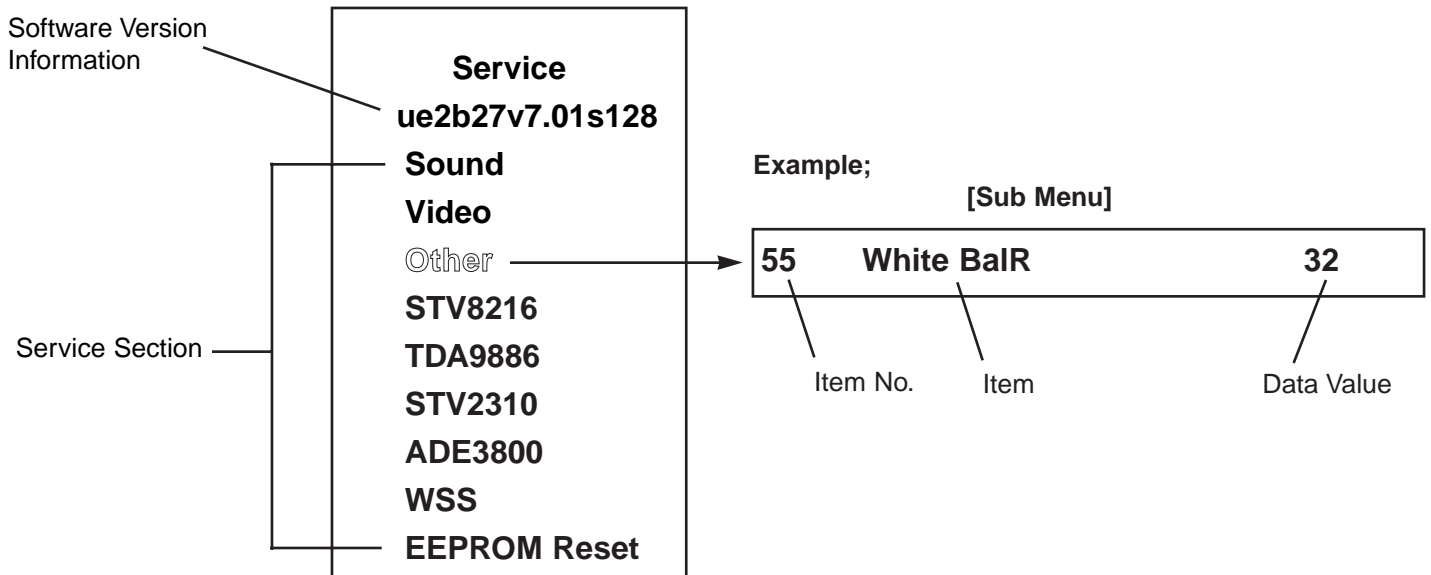 Software Version
Information
Service
ue2b27v7.01s128
Sound
Video
Other
STV8216
TDA9886
STV2310
ADE3800
WSS
EEPROM Reset
Service Section
Example;
[Sub Menu]
55 White BalR 32
Item No. Item Data Value